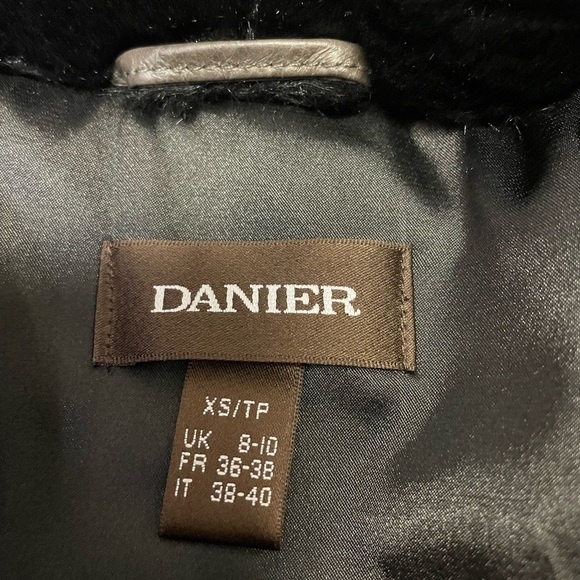 DANIER
XS/TP
UK 8-10
FR 36-38
IT 38-40